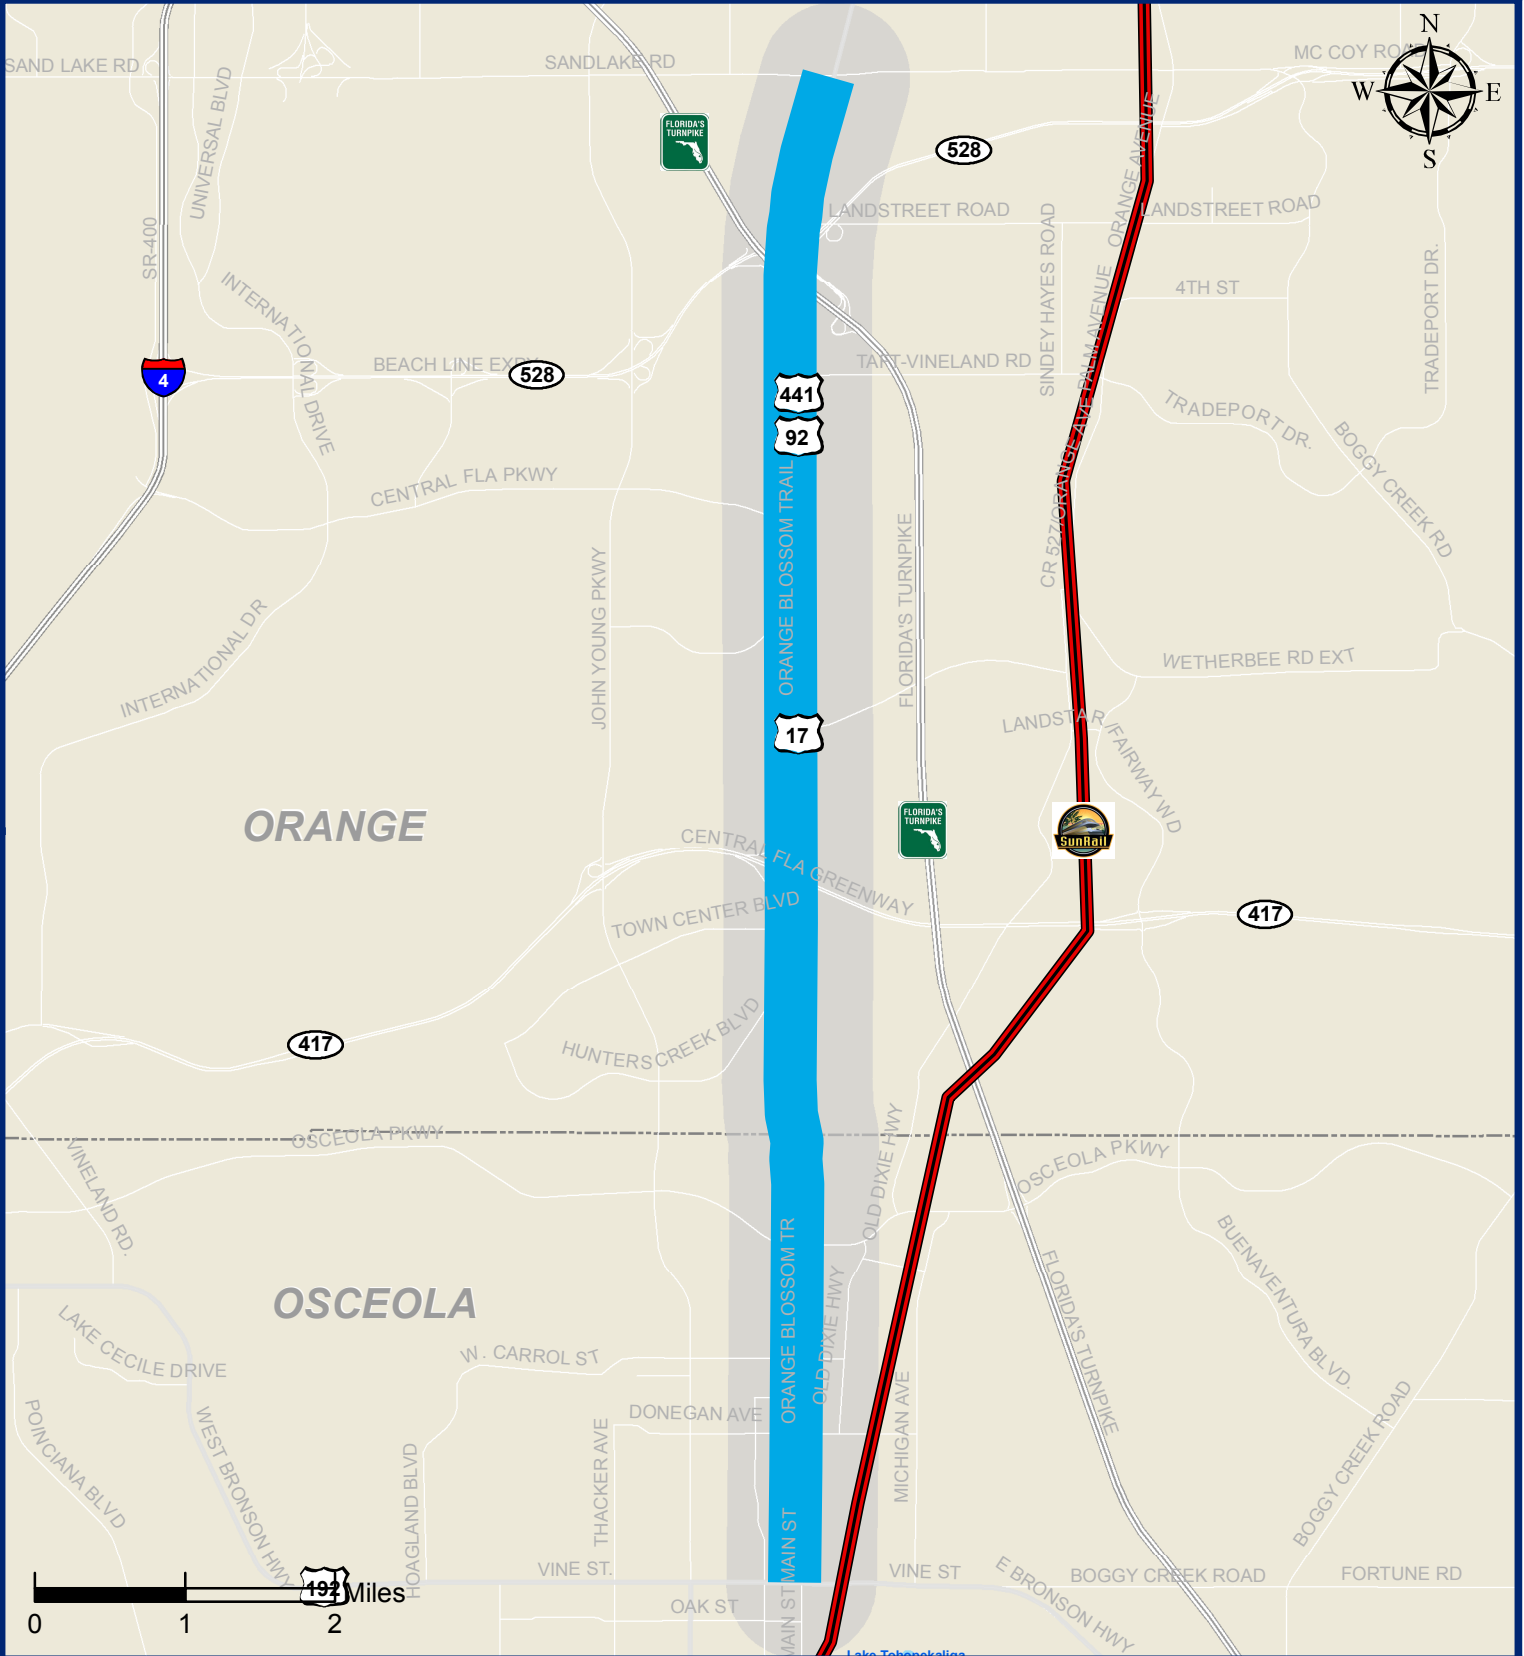 N
W
E
S
SAND LAKE RD
SANDLAKE RD
MC COY ROAD
UNIVERSAL BLVD
FLORIDA'S
TURNPIKE
528
ORANGE AVENUE
SR-400
LANDSTREET ROAD
LANDSTREET ROAD
SINDEY HAYES ROAD
TRADEPORT DR.
INTERNATIONAL DRIVE
4TH ST
PALM AVENUE
BEACH LINE EXPY
528
4
TAFT-VINELAND RD
441
92
TRADEPORT DR.
BOGGY CREEK RD
CR 527/ORANGE AVE
CENTRAL FLA PKWY
ORANGE BLOSSOM TRAIL
FLORIDA'S TURNPIKE
JOHN YOUNG PKWY
INTERNATIONAL DR
WETHERBEE RD EXT
17
LANDSTAR
/FAIRWAY WD
ORANGE
FLORIDA'S
TURNPIKE
SunRail
CENTRAL FLA GREENWAY
TOWN CENTER BLVD
417
417
HUNTERS CREEK BLVD
OSCEOLA PKWY
VINELAND RD.
OLD DIXIE HWY
OSCEOLA PKWY
OSCEOLA
ORANGE BLOSSOM TR
OLD DIXIE HWY
FLORIDA'S TURNPIKE
BUENAVENTURA BLVD.
LAKE CECILE DRIVE
W. CARROL ST
DONEGAN AVE
THACKER AVE
MICHIGAN AVE
POINCIANA BLVD
WEST BRONSON HWY
HOAGLAND BLVD
BOGGY CREEK ROAD
MAIN ST
VINE ST.
VINE ST
E BRONSON HWY
BOGGY CREEK ROAD
FORTUNE RD
192
Miles
0
1
2
OAK ST
MAIN ST
Lake Tohopekaliga